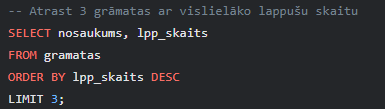 -- Atrast 3 grāmatas ar vislielāko lappušu skaitu
SELECT nosaukums, lpp_skaits
FROM gramatas
ORDER BY lpp_skaits DESC
LIMIT 3;